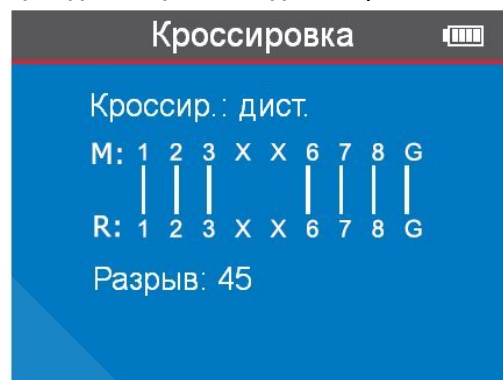 Кроссировка
Кроссир.: дист.
M: 1 2 3 X X 6 7 8 G
R: 1 2 3 X X 6 7 8 G
Разрыв: 45